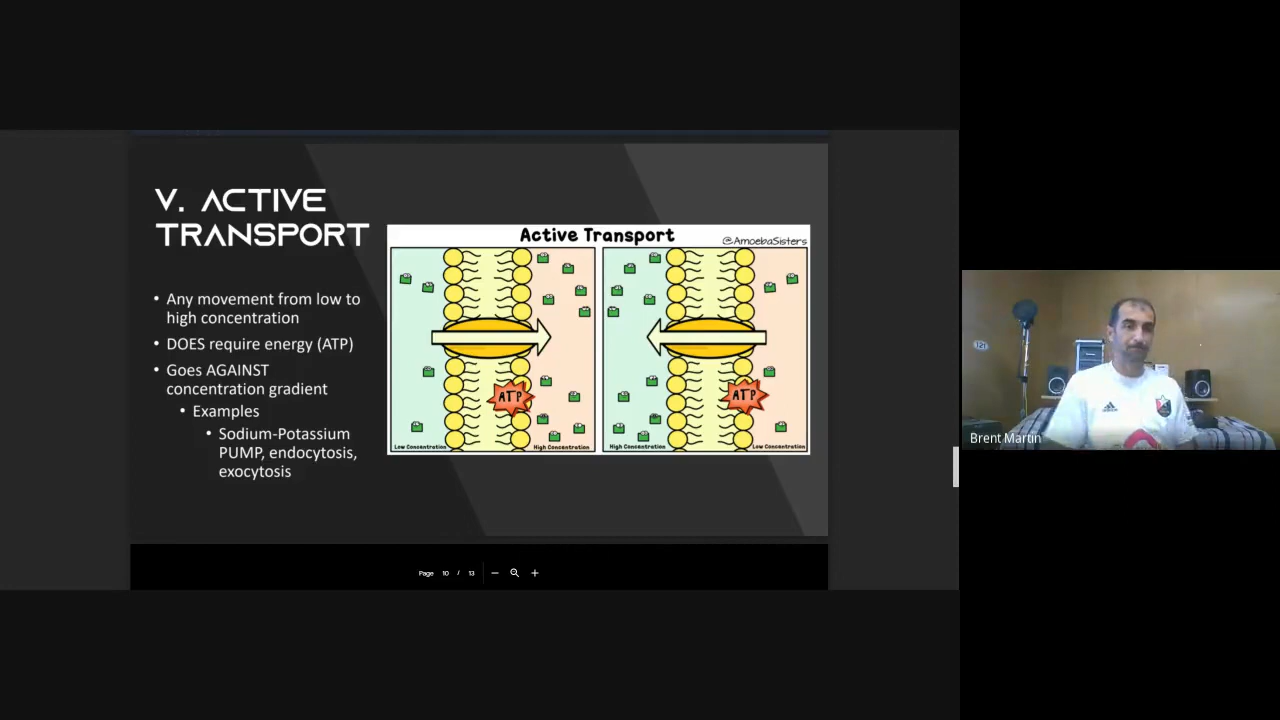 V. ACTIVE
TRANSPORT
• Any movement from low to
high concentration
• DOES require energy (ATP)
• Goes AGAINST
concentration gradient
• Examples
• Sodium-Potassium
PUMP, endocytosis,
exocytosis
Active Transport
@AmoebaSisters
ATP
Low Concentration
High Concentration
ATP
High Concentration
Low Concentration
Page 10 / 13
Brent Martin